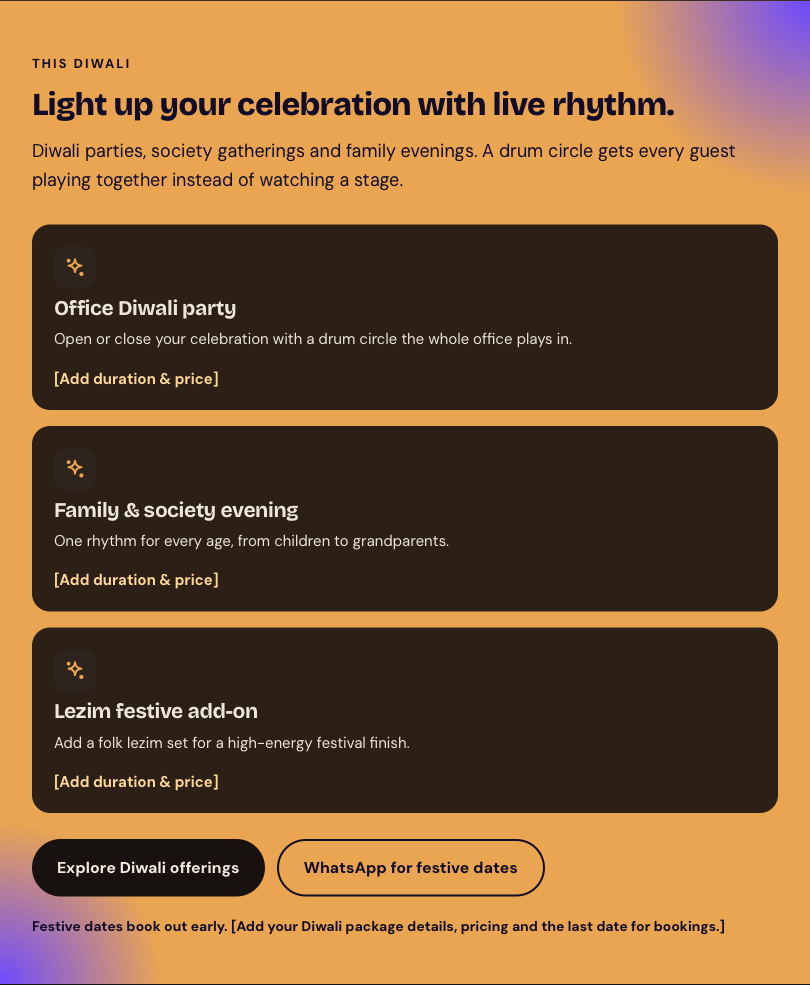 THIS DIWALI
Light up your celebration with live rhythm.
Diwali parties, society gatherings and family evenings. A drum circle gets every guest
playing together instead of watching a stage.
Office Diwali party
Open or close your celebration with a drum circle the whole office plays in.
[Add duration & price]
Family & society evening
One rhythm for every age, from children to grandparents.
[Add duration & price]
Lezim festive add-on
Add a folk lezim set for a high-energy festival finish.
[Add duration & price]
Explore Diwali offerings
WhatsApp for festive dates
Festive dates book out early. [Add your Diwali package details, pricing and the last date for bookings.]